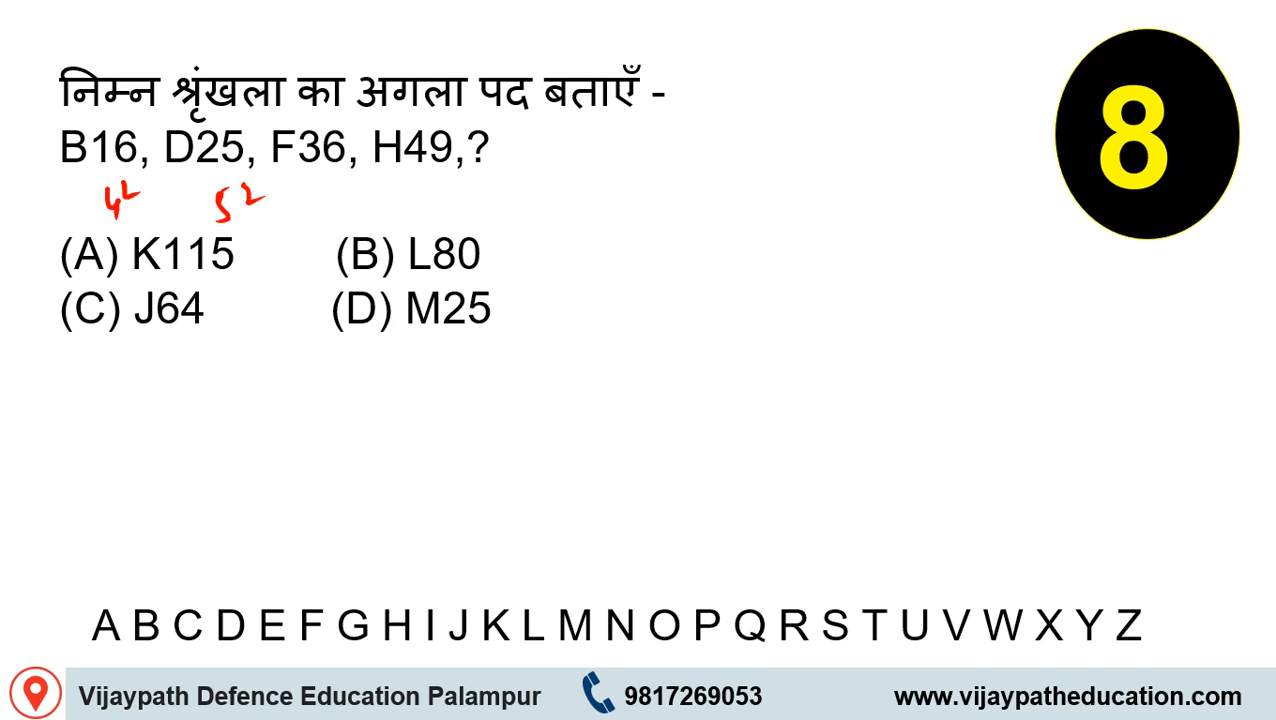 निम्न श्रृंखला का अगला पद बताएँ -
8
B16, D25, F36, H49,?
4² 5²
(A) K115 (B) L80
(C) J64 (D) M25
A B C D E F G H I J K L M N O P Q R S T U V W X Y Z
Vijaypath Defence Education Palampur 9817269053 www.vijaypatheducation.com